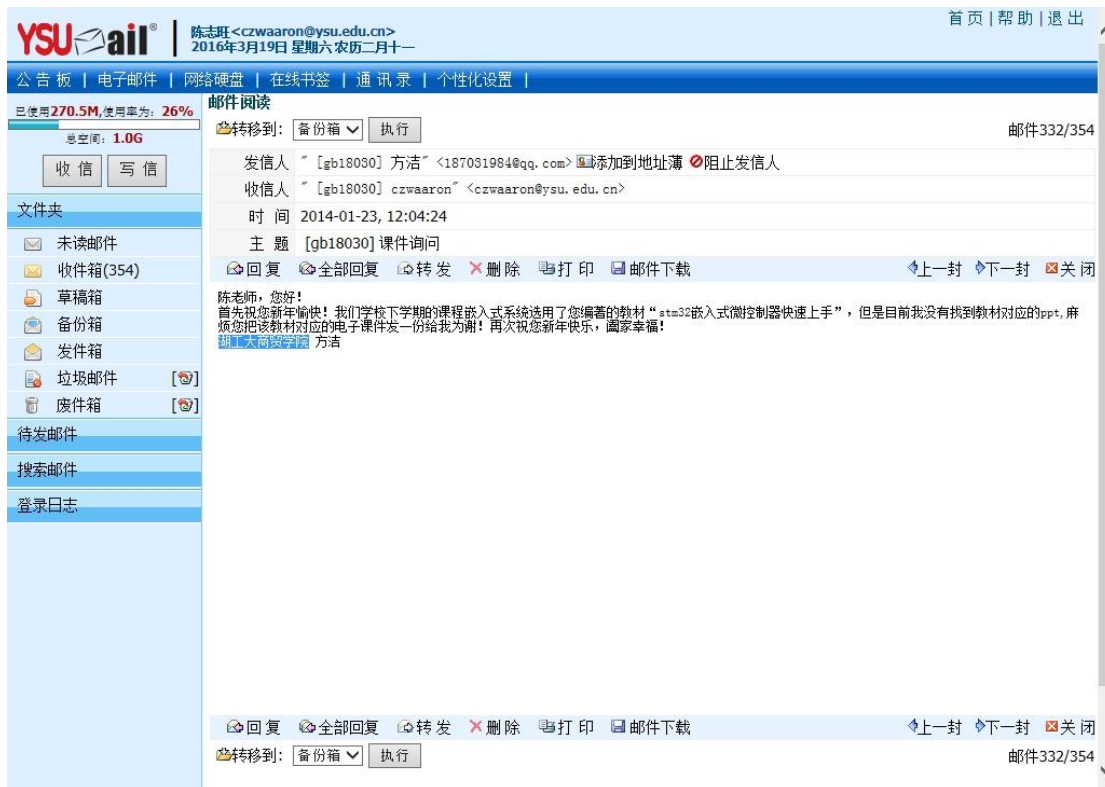 YSUMail®
陈志旺<czwaaron@ysu.edu.cn>
2016年3月19日 星期六 农历二月十一
首 页 | 帮 助 | 退 出
公 告 板 | 电子邮件 | 网络硬盘 | 在线书签 | 通 讯 录 | 个性化设置 |
已使用270.5M,使用率为: 26%
总空间: 1.0G
收 信 写 信
文件夹
未读邮件
收件箱(354)
草稿箱
备份箱
发件箱
垃圾邮件 []
废件箱 []
待发邮件
搜索邮件
登录日志
邮件阅读
转移到: 备份箱 执行 邮件332/354
发信人 "[gb18030] 方洁" <187031984@qq.com> 添加到地址薄 阻止发信人
收信人 "[gb18030] czwaaron" <czwaaron@ysu.edu.cn>
时 间 2014-01-23, 12:04:24
主 题 [gb18030] 课件询问
回 复 全部回复 转 发 删 除 打 印 邮件下载 上一封 下一封 关 闭
陈老师，您好！
首先祝您新年愉快！我们学校下学期的课程嵌入式系统选用了您编著的教材“stm32嵌入式微控制器快速上手”，但是目前我没有找到教材对应的ppt,麻
烦您把该教材对应的电子课件发一份给我为谢！再次祝您新年快乐，阖家幸福！
湖工大商贸学院 方洁
回 复 全部回复 转 发 删 除 打 印 邮件下载 上一封 下一封 关 闭
转移到: 备份箱 执行 邮件332/354